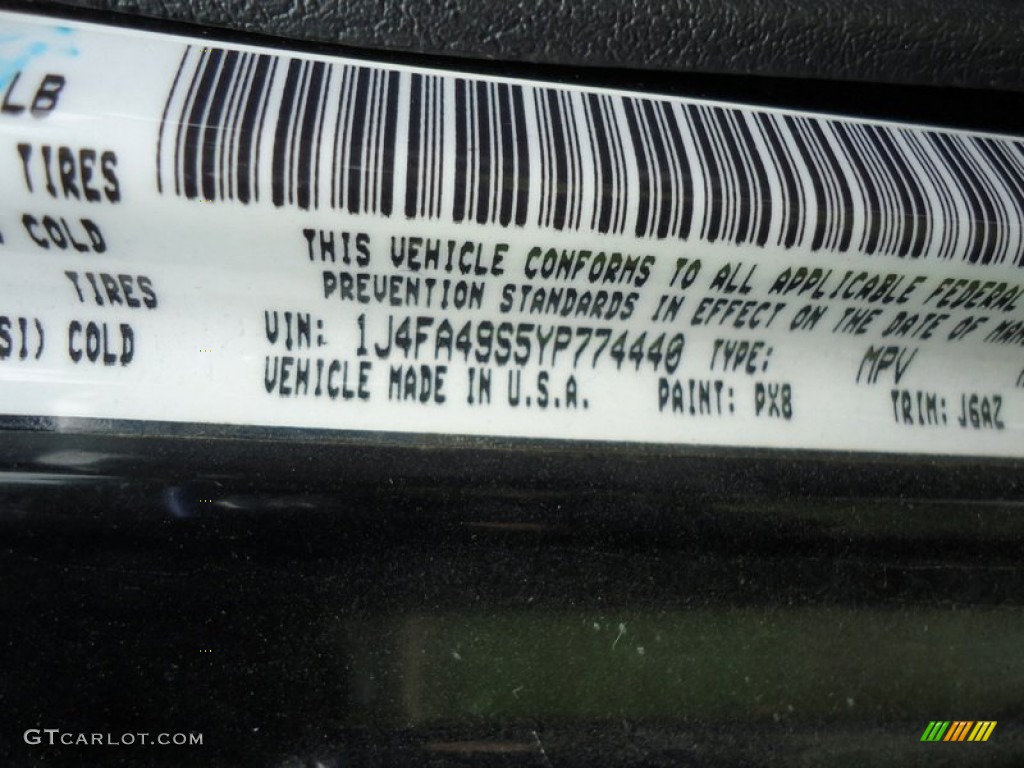 LB
TIRES
COLD
TIRES
SI) COLD
THIS VEHICLE CONFORMS TO ALL APPLICABLE FEDERAL
PREVENTION STANDARDS IN EFFECT ON THE DATE OF MAN
VIN: 1J4FA49S5YP774440 TYPE: MPV
VEHICLE MADE IN U.S.A. PAINT: PX8 TRIM: J6AZ
GTCARLOT.COM